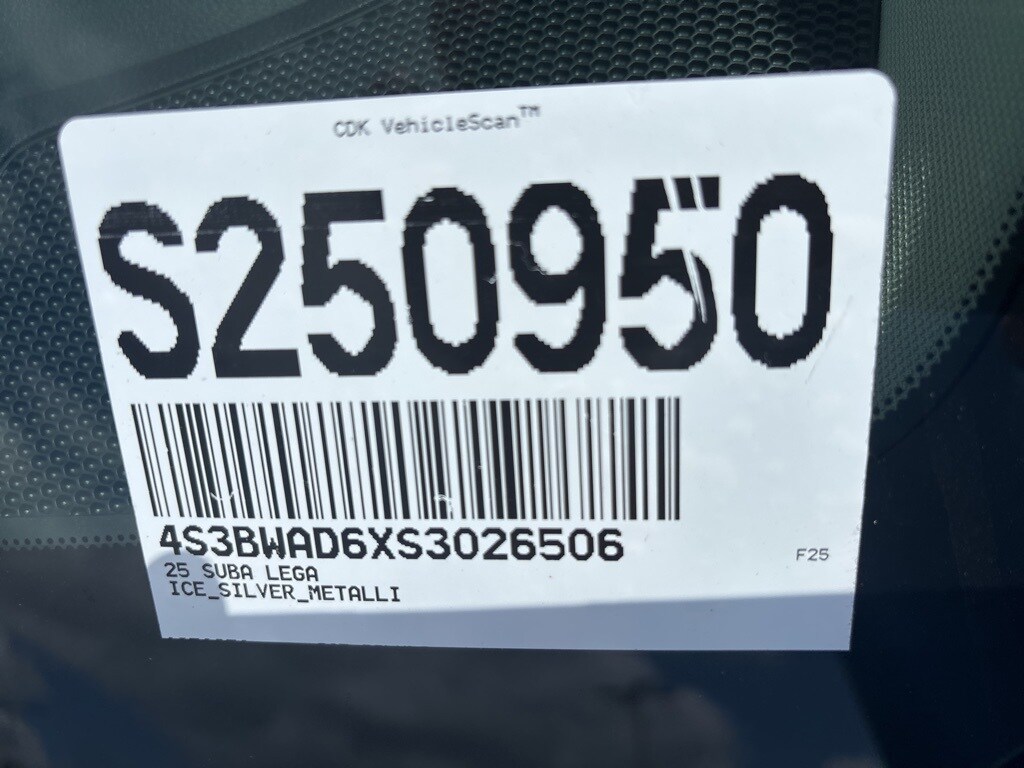 CDK VehicleScan™
S250950
4S3BWAD6XS3026506
F25
25 SUBA LEGA
ICE_SILVER_METALLI